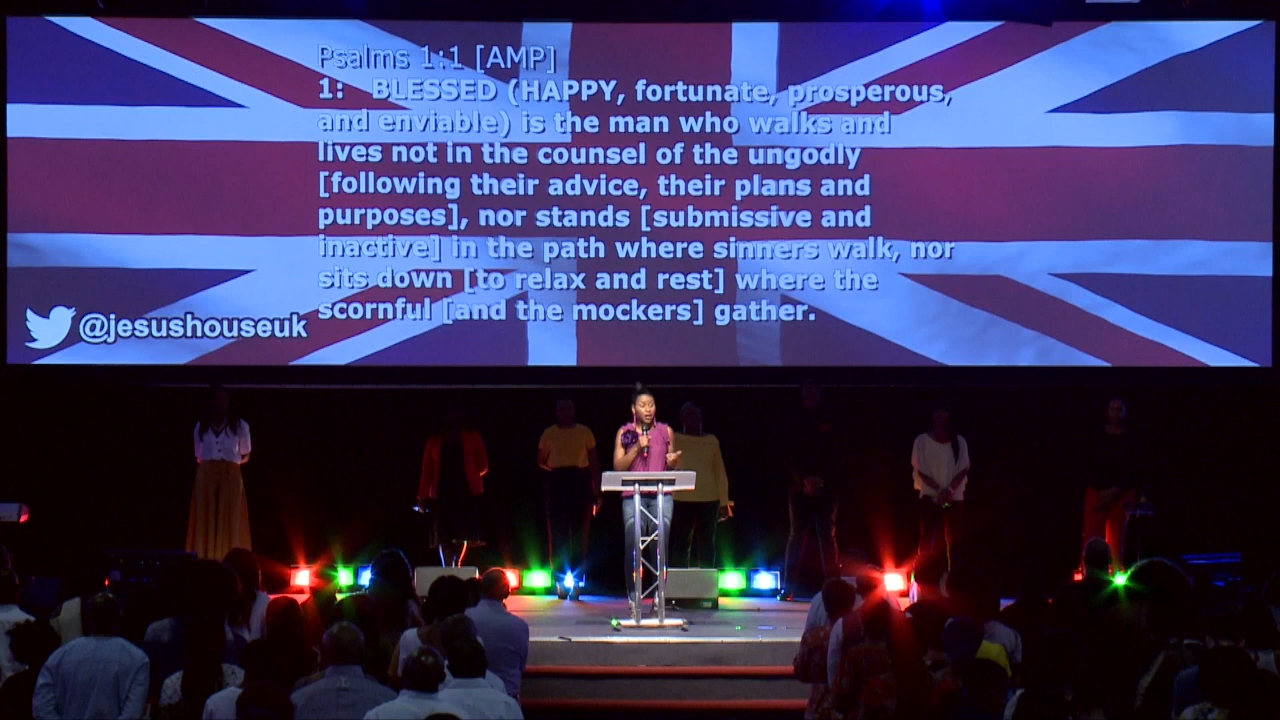 Psalms 1:1 [AMP]
1: BLESSED (HAPPY, fortunate, prosperous,
and enviable) is the man who walks and
lives not in the counsel of the ungodly
[following their advice, their plans and
purposes], nor stands [submissive and
inactive] in the path where sinners walk, nor
sits down [to relax and rest] where the
scornful [and the mockers] gather.
@jesushouseuk